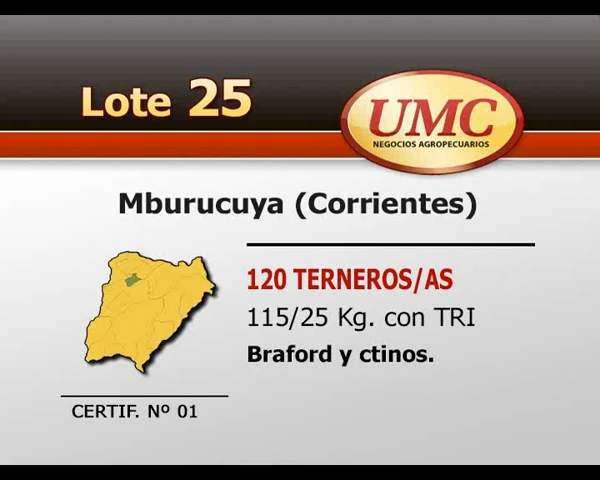 Lote 25
UMC
NEGOCIOS AGROPECUARIOS
Mburucuya (Corrientes)
120 TERNEROS/AS
115/25 Kg. con TRI
Braford y ctinos.
CERTIF. Nº 01